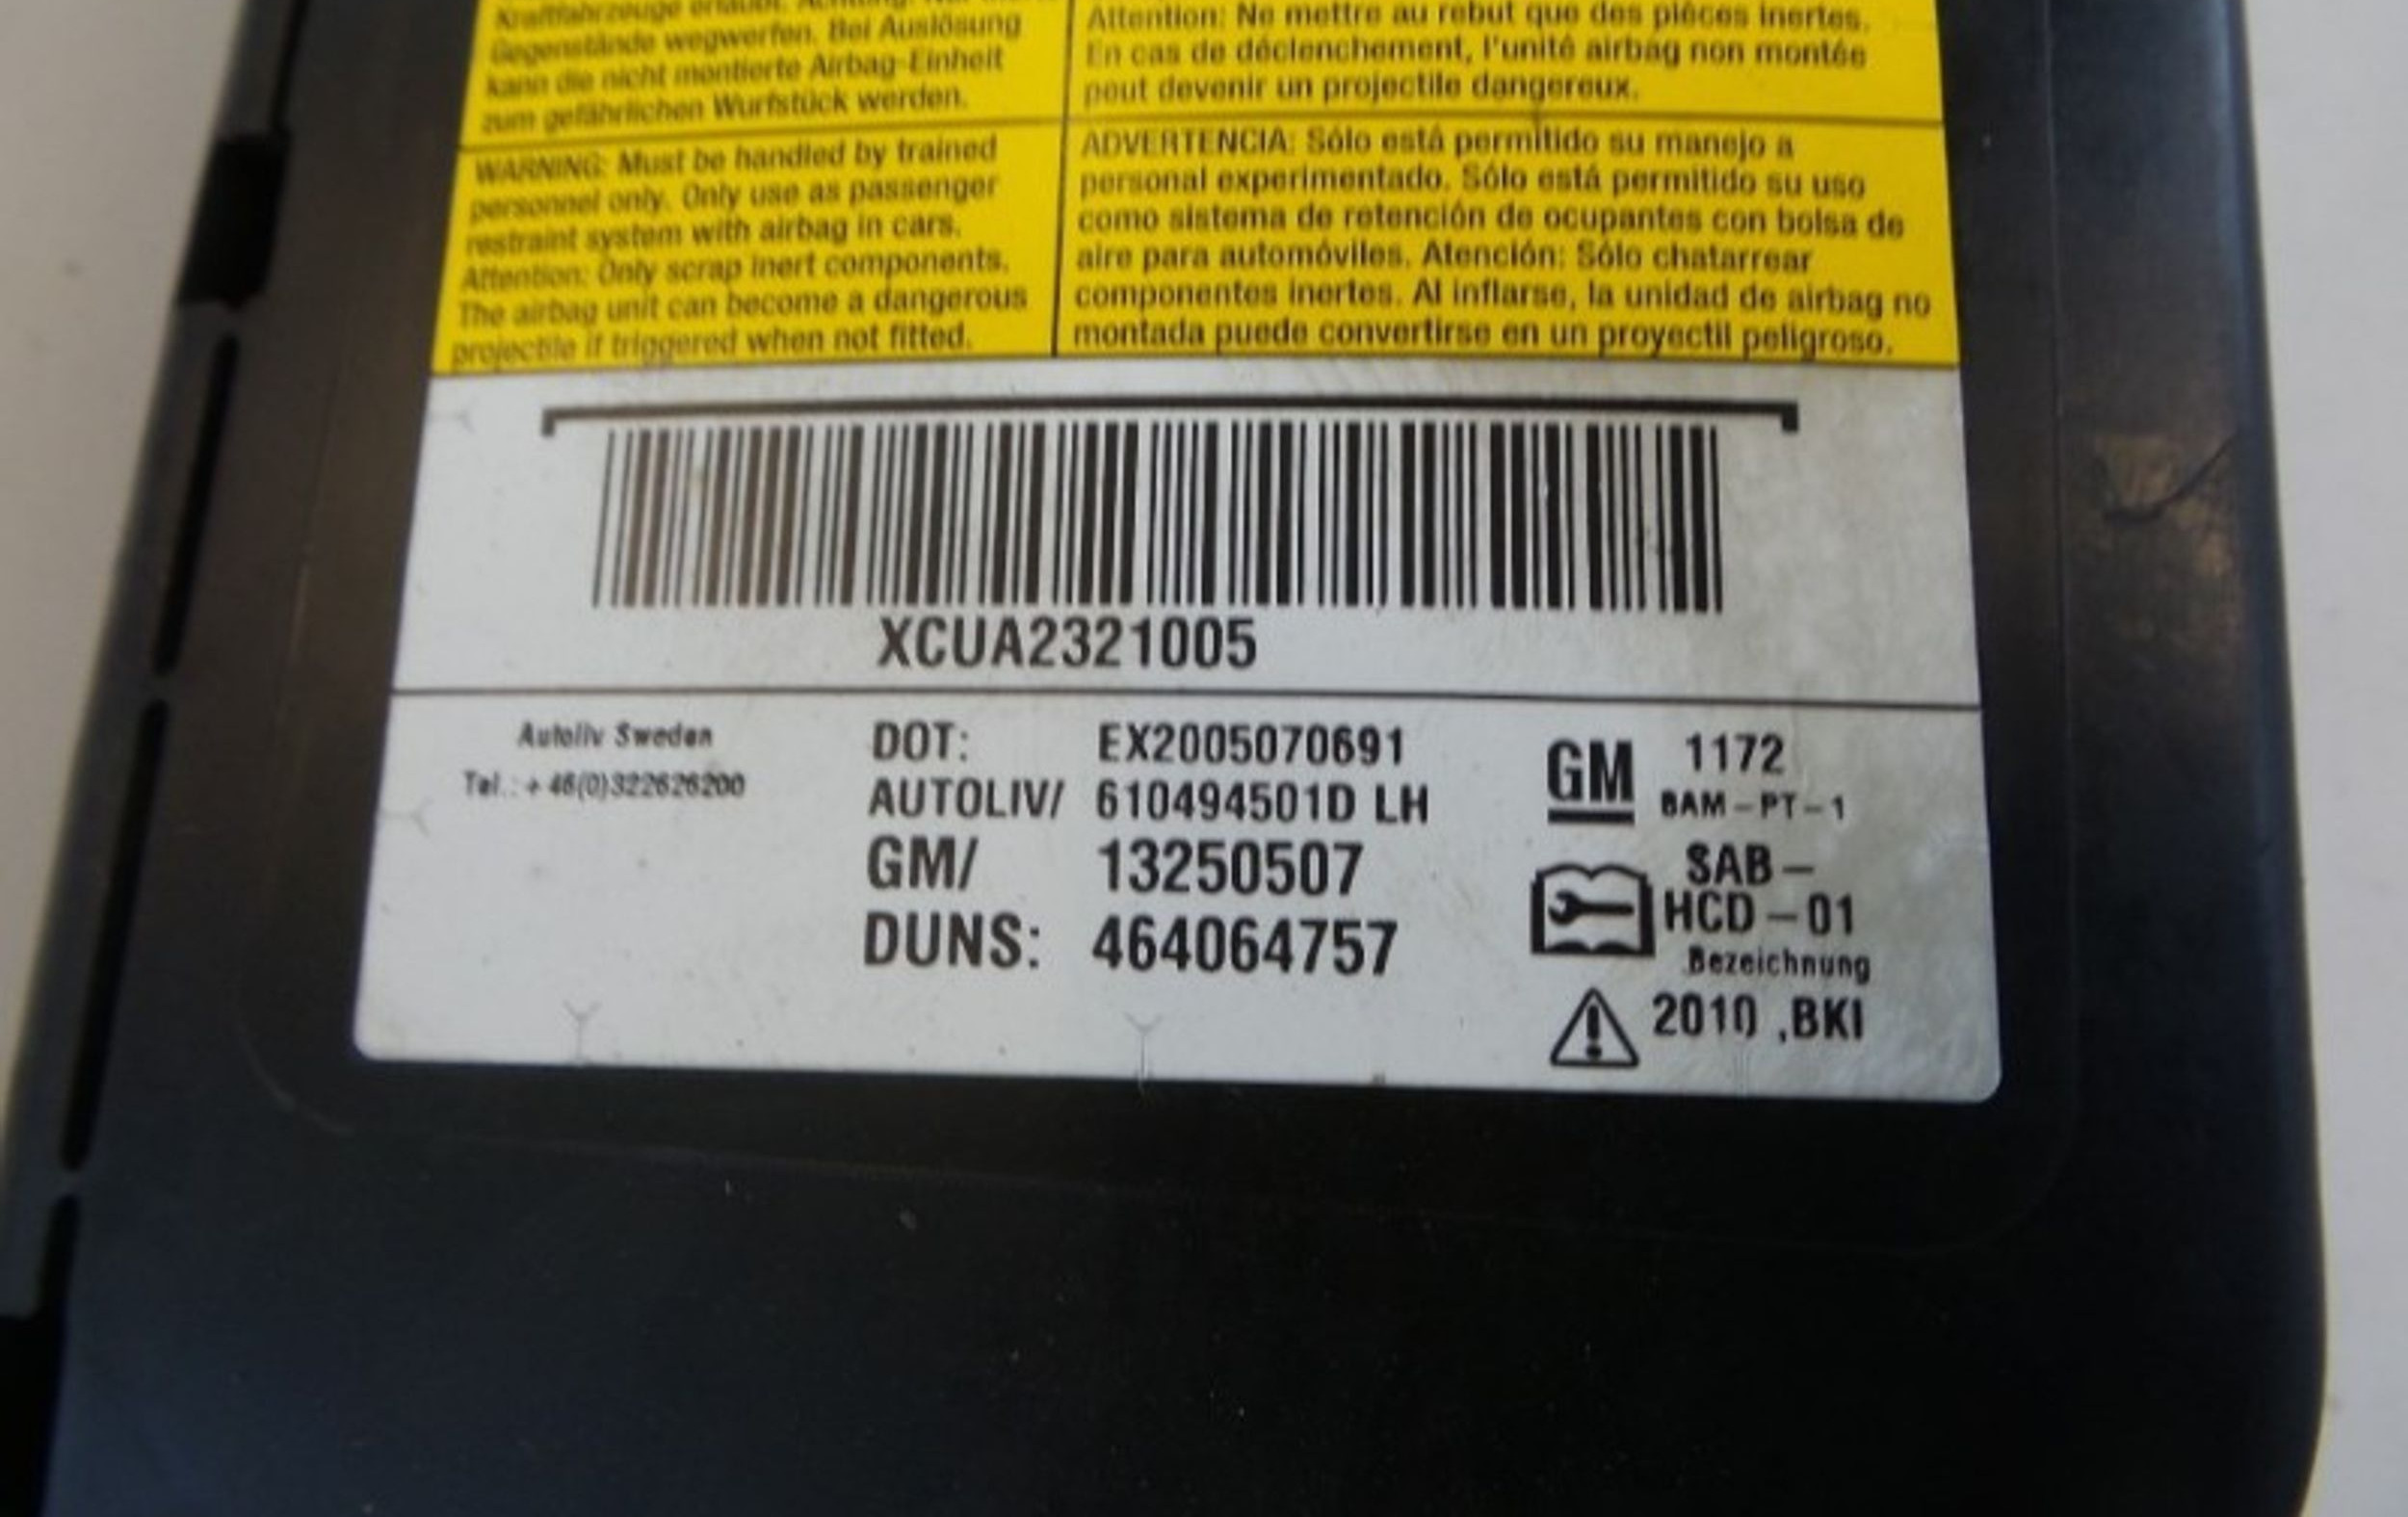 Kraftfahrzeuge erlaubt. Achtung: Nur
Gegenstände wegwerfen. Bei Auslösung
kann die nicht montierte Airbag-Einheit
zum gefährlichen Wurfstück werden.
Attention: Ne mettre au rebut que des pièces inertes.
En cas de déclenchement, l'unité airbag non montée
peut devenir un projectile dangereux.
WARNING: Must be handled by trained
personnel only. Only use as passenger
restraint system with airbag in cars.
Attention: Only scrap inert components.
The airbag unit can become a dangerous
projectile if triggered when not fitted.
ADVERTENCIA: Sólo está permitido su manejo a
personal experimentado. Sólo está permitido su uso
como sistema de retención de ocupantes con bolsa de
aire para automóviles. Atención: Sólo chatarrear
componentes inertes. Al inflarse, la unidad de airbag no
montada puede convertirse en un proyectil peligroso.
XCUA2321005
Autoliv Sweden
Tel.: + 46(0)322626200
DOT: EX2005070691
AUTOLIV/ 610494501D LH
GM/ 13250507
DUNS: 464064757
GM 1172
BAM-PT-1
SAB-
HCD-01
Bezeichnung
2010 ,BKI